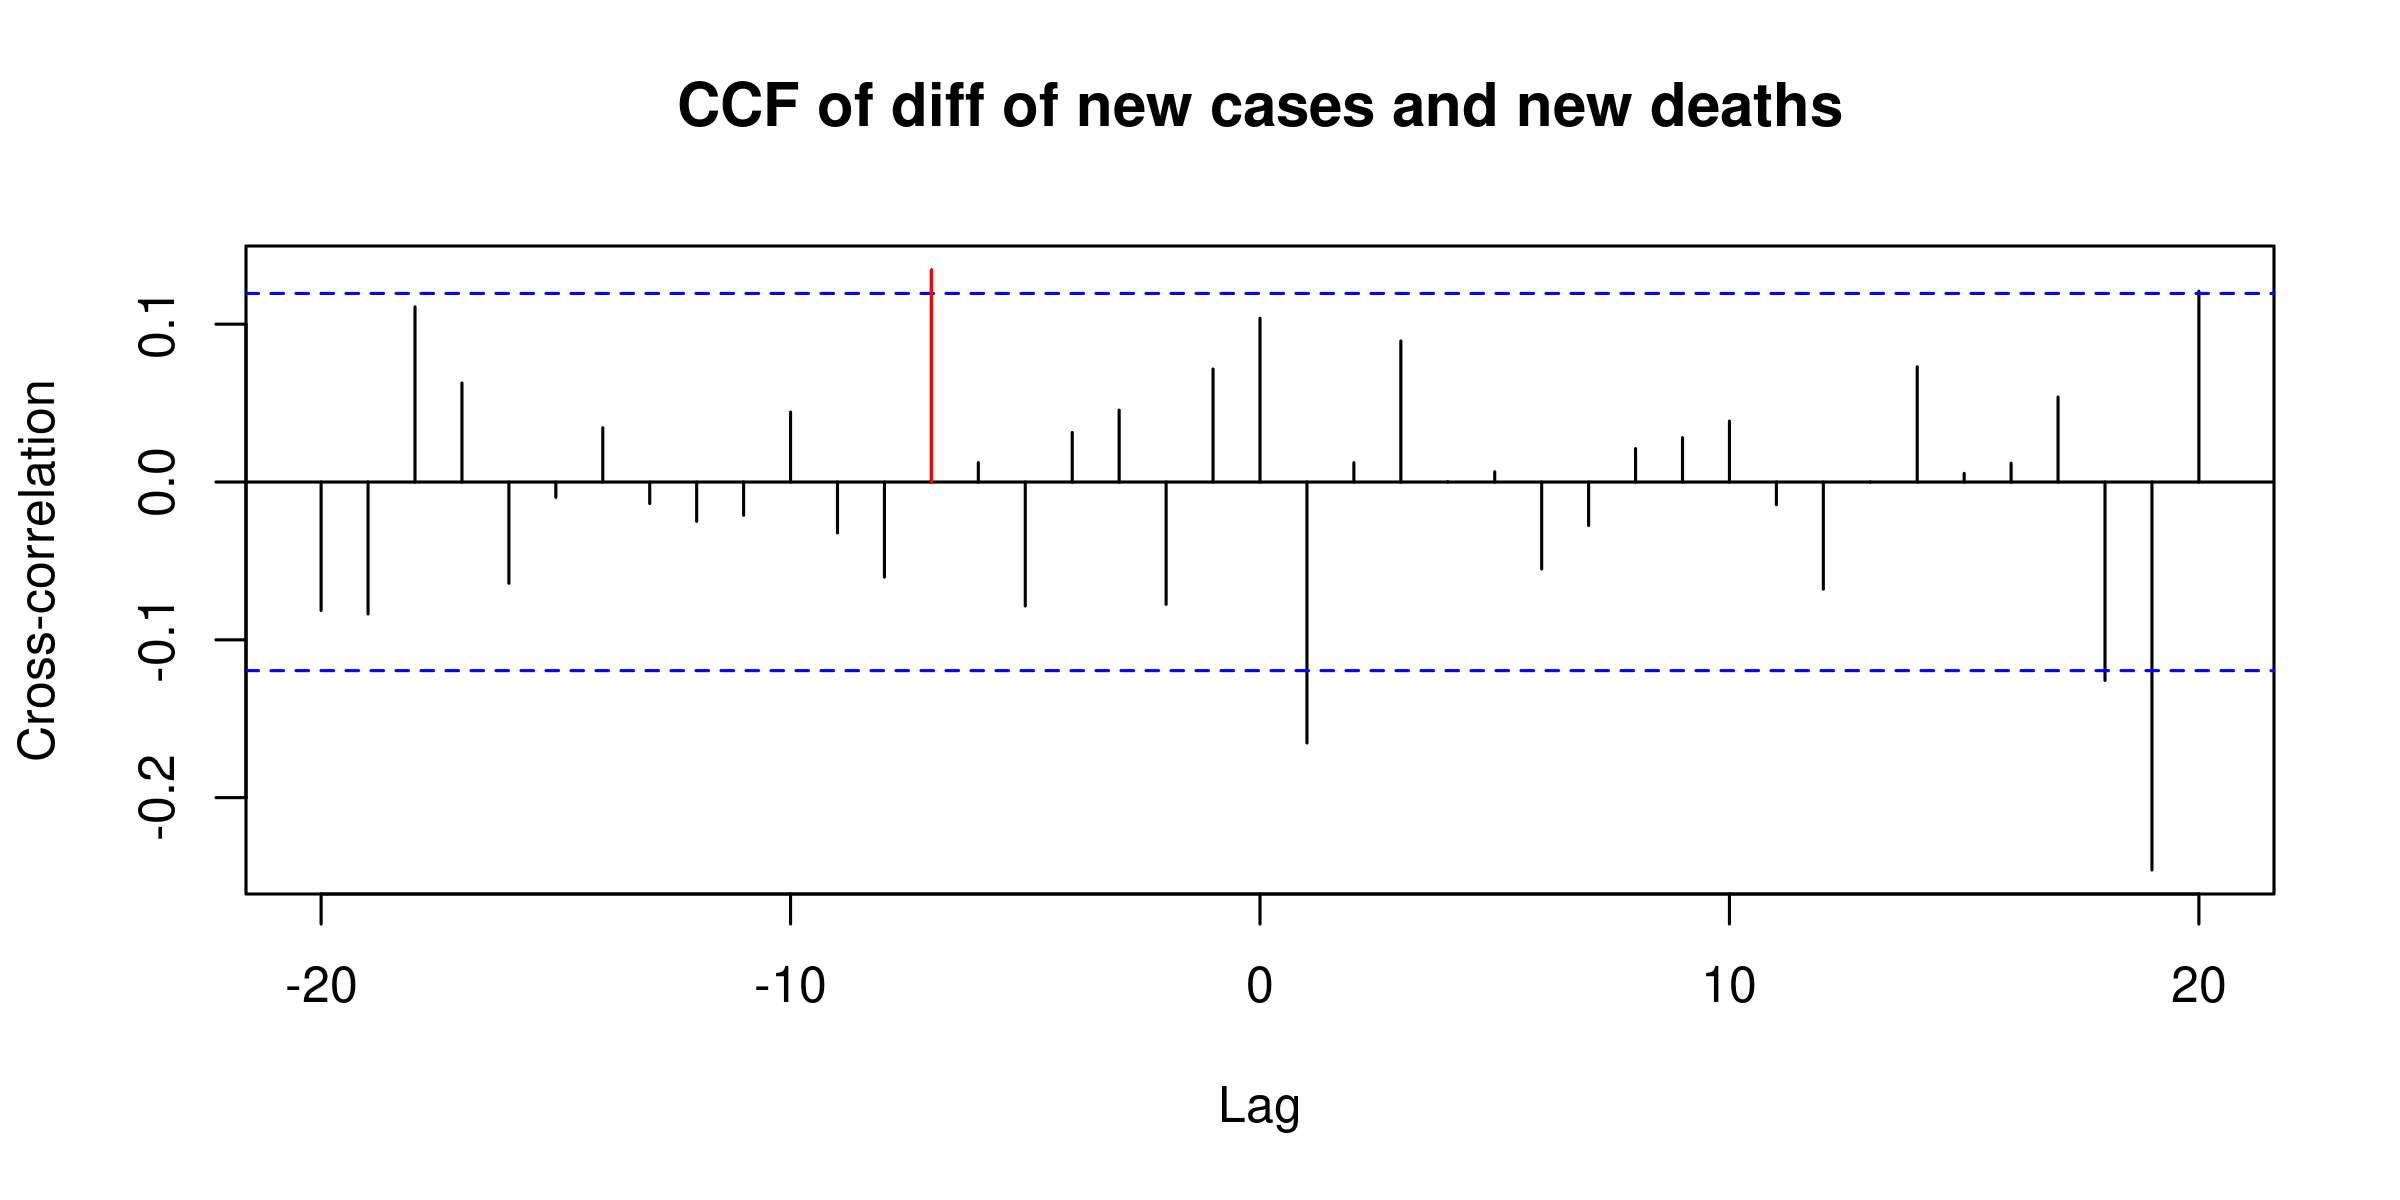 CCF of diff of new cases and new deaths
Cross-correlation
0.1
0.0
-0.1
-0.2
-20 -10 0 10 20
Lag